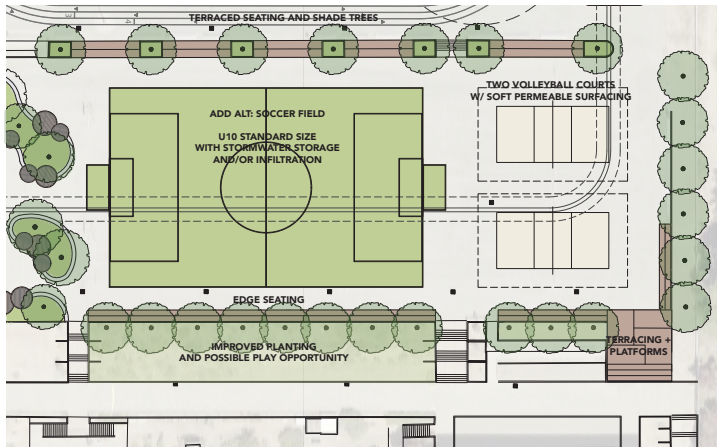 TERRACED SEATING AND SHADE TREES
TWO VOLLEYBALL COURTS
W/ SOFT PERMEABLE SURFACING
ADD ALT: SOCCER FIELD
U10 STANDARD SIZE
WITH STORMWATER STORAGE
AND/OR INFILTRATION
EDGE SEATING
IMPROVED PLANTING
AND POSSIBLE PLAY OPPORTUNITY
TERRACING +
PLATFORMS